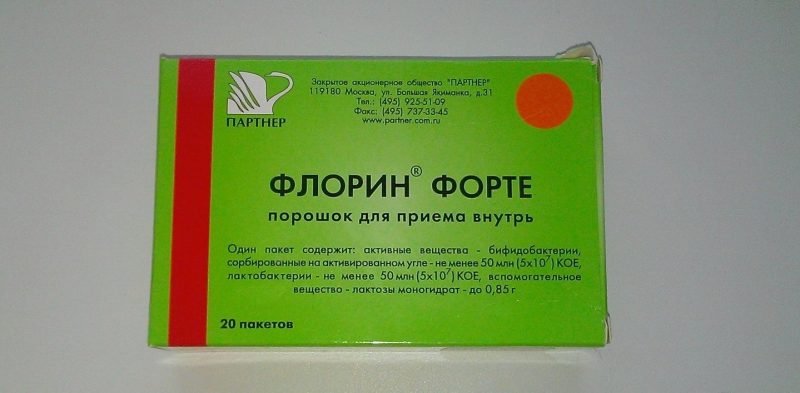 Закрытое акционерное общество "ПАРТНЕР"
119180 Москва, ул. Большая Якиманка, д.31
Тел.: (495) 925-51-09
Факс: (495) 737-33-45
www.partner.com.ru
ПАРТНЕР
ФЛОРИН® ФОРТЕ
порошок для приема внутрь
Один пакет содержит: активные вещества - бифидобактерии,
сорбированные на активированном угле - не менее 50 млн (5х10⁷) КОЕ,
лактобактерии - не менее 50 млн (5х10⁷) КОЕ, вспомогательное
вещество - лактозы моногидрат - до 0,85 г
20 пакетов